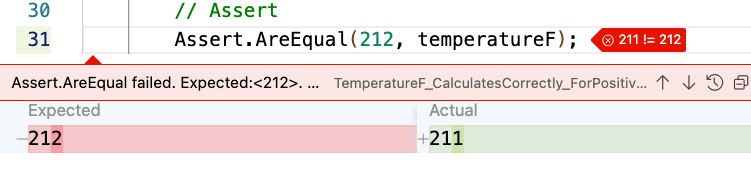 30 // Assert
31 Assert.AreEqual(212, temperatureF); 211 != 212
Assert.AreEqual failed. Expected:<212>. ... TemperatureF_CalculatesCorrectly_ForPositiv...
Expected Actual
−212 +211